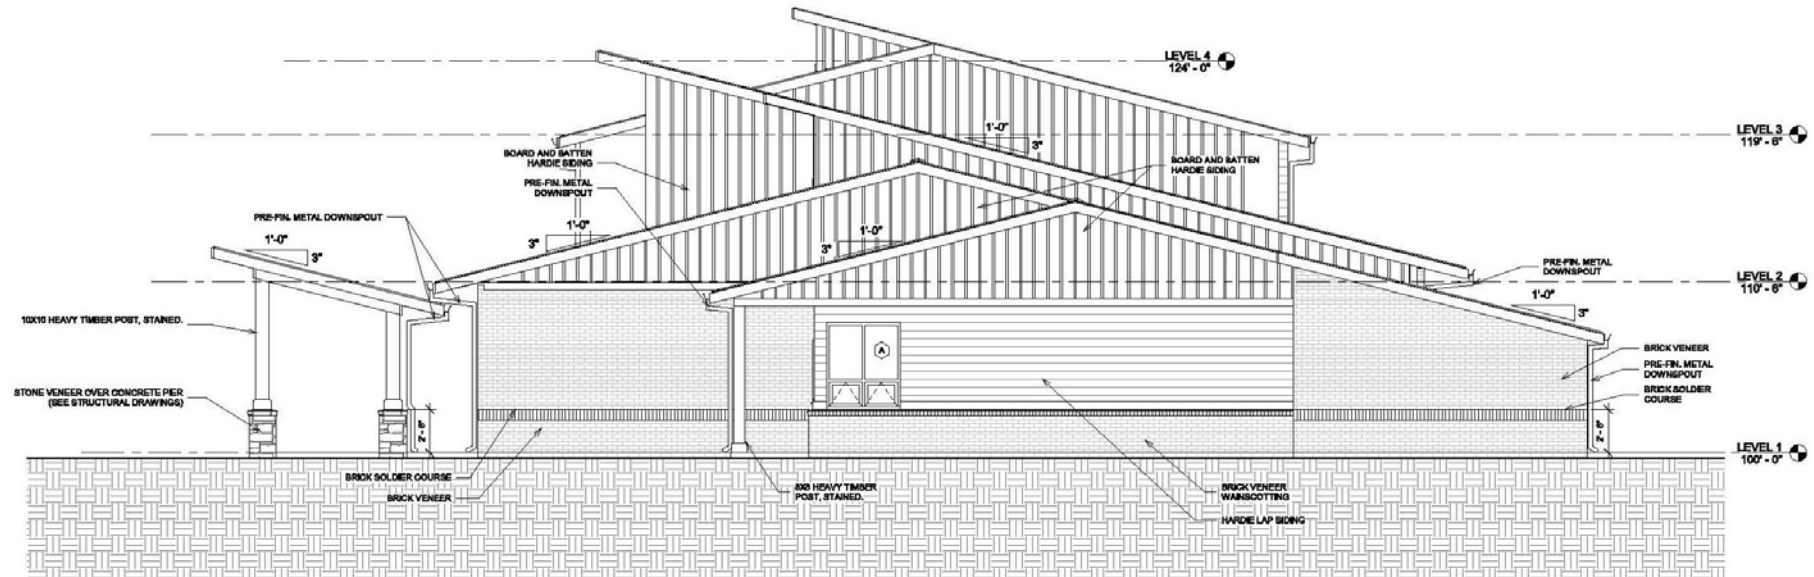 LEVEL 4
124' - 0"
LEVEL 3
119' - 6"
1'-0"
3"
BOARD AND BATTEN
HARDIE SIDING
BOARD AND BATTEN
HARDIE SIDING
PRE-FIN. METAL
DOWNSPOUT
PRE-FIN. METAL DOWNSPOUT
1'-0"
3"
1'-0"
3"
1'-0"
3"
PRE-FIN. METAL
DOWNSPOUT
LEVEL 2
110' - 6"
1'-0"
3"
10X10 HEAVY TIMBER POST, STAINED.
A
BRICK VENEER
PRE-FIN. METAL
DOWNSPOUT
BRICK SOLDIER
COURSE
STONE VENEER OVER CONCRETE PIER
(SEE STRUCTURAL DRAWINGS)
LEVEL 1
100' - 0"
BRICK SOLDIER COURSE
BRICK VENEER
8X8 HEAVY TIMBER
POST, STAINED.
BRICK VENEER
WAINSCOTTING
HARDIE LAP SIDING